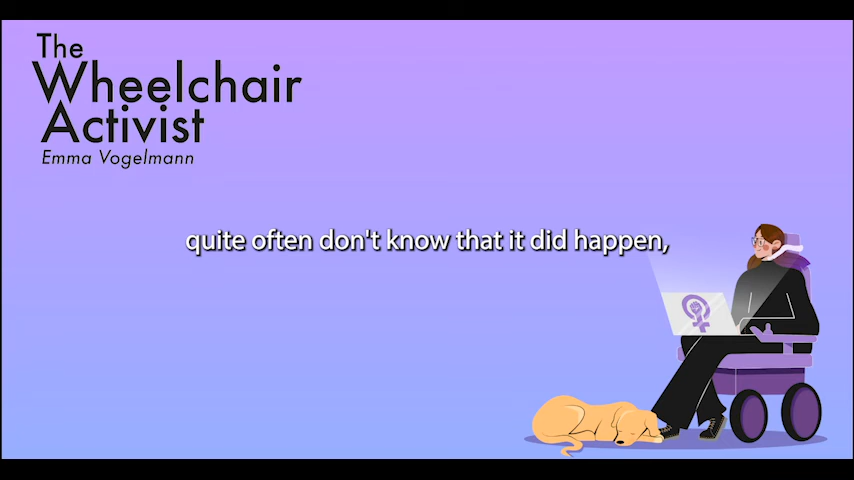 The
Wheelchair
Activist
Emma Vogelmann
quite often don't know that it did happen,